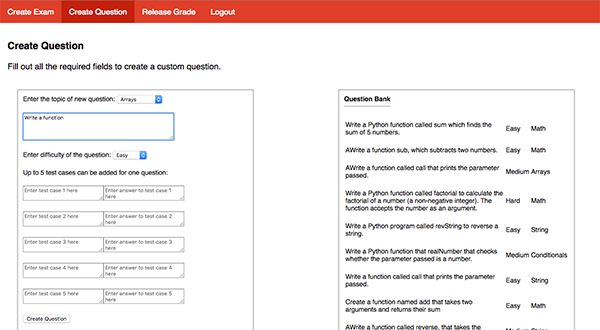 Create Exam Create Question Release Grade Logout
Create Question
Fill out all the required fields to create a custom question.
Enter the topic of new question: Arrays
Write a function
Enter difficulty of the question: Easy
Up to 5 test cases can be added for one question:
Enter test case 1 here Enter answer to test case 1 here
Enter test case 2 here Enter answer to test case 2 here
Enter test case 3 here Enter answer to test case 3 here
Enter test case 4 here Enter answer to test case 4 here
Enter test case 5 here Enter answer to test case 5 here
Create Question
Question Bank
Write a Python function called sum which finds the
sum of 5 numbers. Easy Math
AWrite a function sub, which subtracts two numbers. Easy Math
AWrite a function called call that prints the parameter
passed. Medium Arrays
Write a Python function called factorial to calculate the
factorial of a number (a non-negative integer). The
function accepts the number as an argument. Hard Math
Write a Python program called revString to reverse a
string. Easy String
Write a Python function that realNumber that checks
whether the parameter passed is a number. Medium Conditionals
Write a function called call that prints the parameter
passed. Easy String
Create a function named add that takes two
arguments and returns their sum Easy Math
AWrite a function called reverse, that takes the Medium String